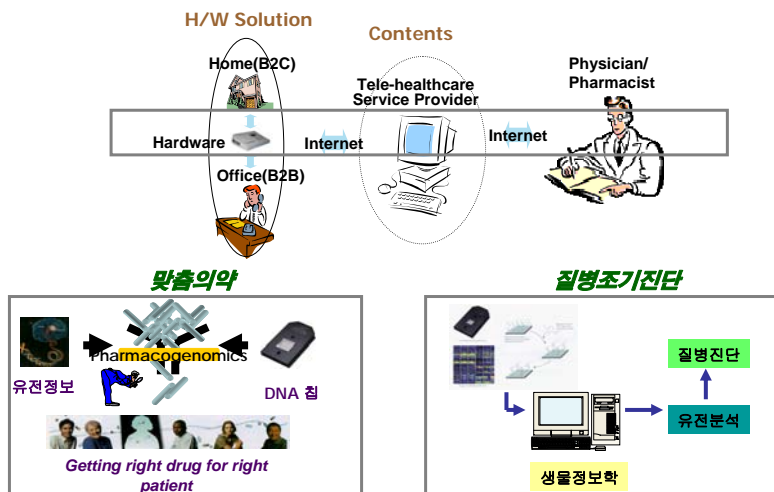 H/W Solution
Contents
Home(B2C)
Tele-healthcare
Service Provider
Physician/
Pharmacist
Hardware
Internet
Internet
Office(B2B)
맞춤의약
Pharmacogenomics
유전정보
DNA 칩
Getting right drug for right
patient
질병조기진단
질병진단
유전분석
생물정보학